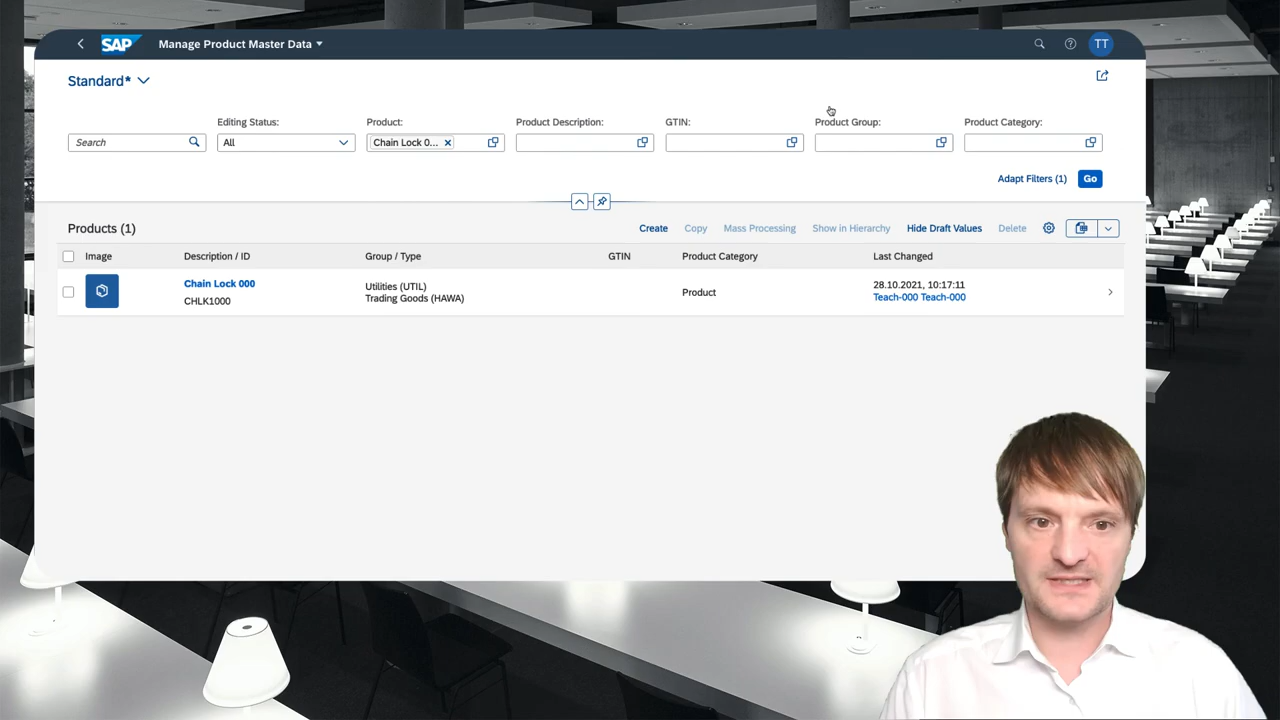 SAP Manage Product Master Data TT
Standard*
Editing Status: Product: Product Description: GTIN: Product Group: Product Category:
Search All Chain Lock 0...
Adapt Filters (1) Go
Products (1) Create Copy Mass Processing Show in Hierarchy Hide Draft Values Delete
Image Description / ID Group / Type GTIN Product Category Last Changed
Chain Lock 000 Utilities (UTIL) Product 28.10.2021, 10:17:11
CHLK1000 Trading Goods (HAWA) Teach-000 Teach-000